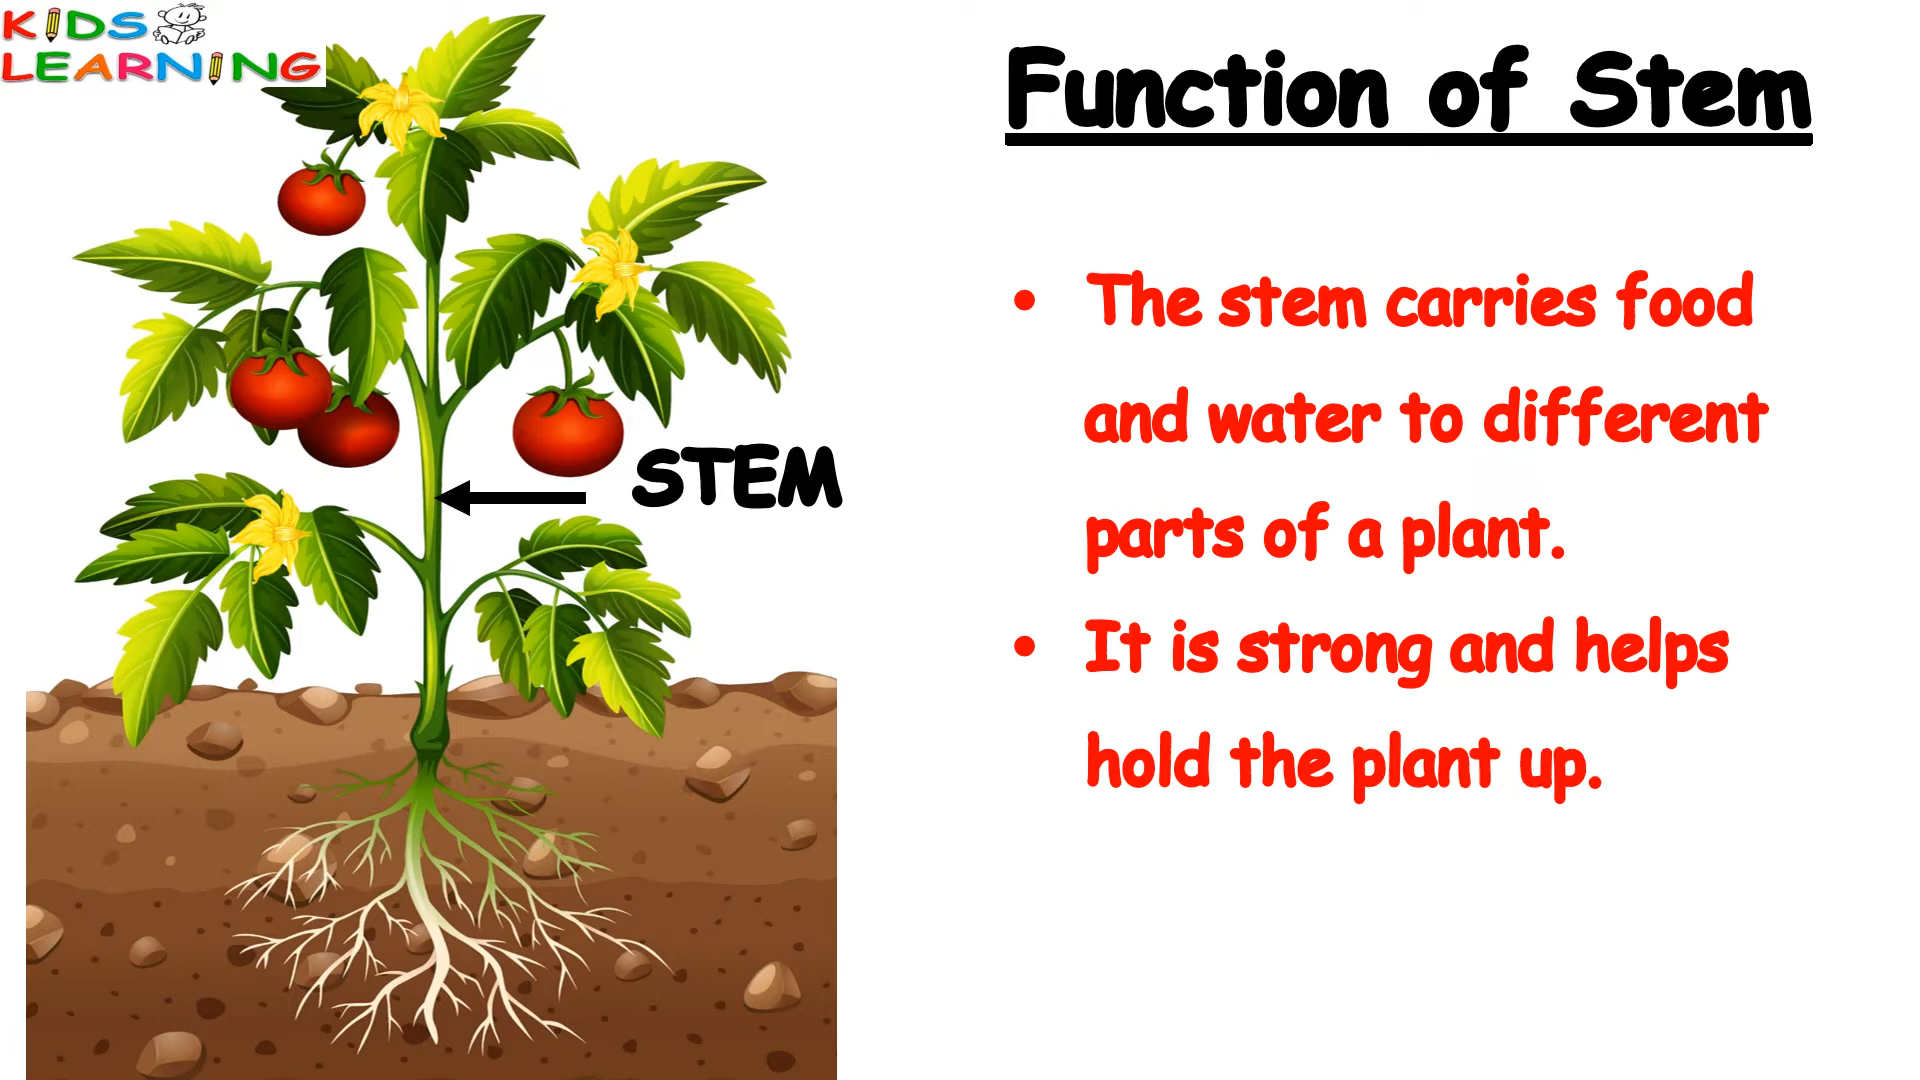 KIDS
LEARNING
Function of Stem
STEM
• The stem carries food
and water to different
parts of a plant.
• It is strong and helps
hold the plant up.